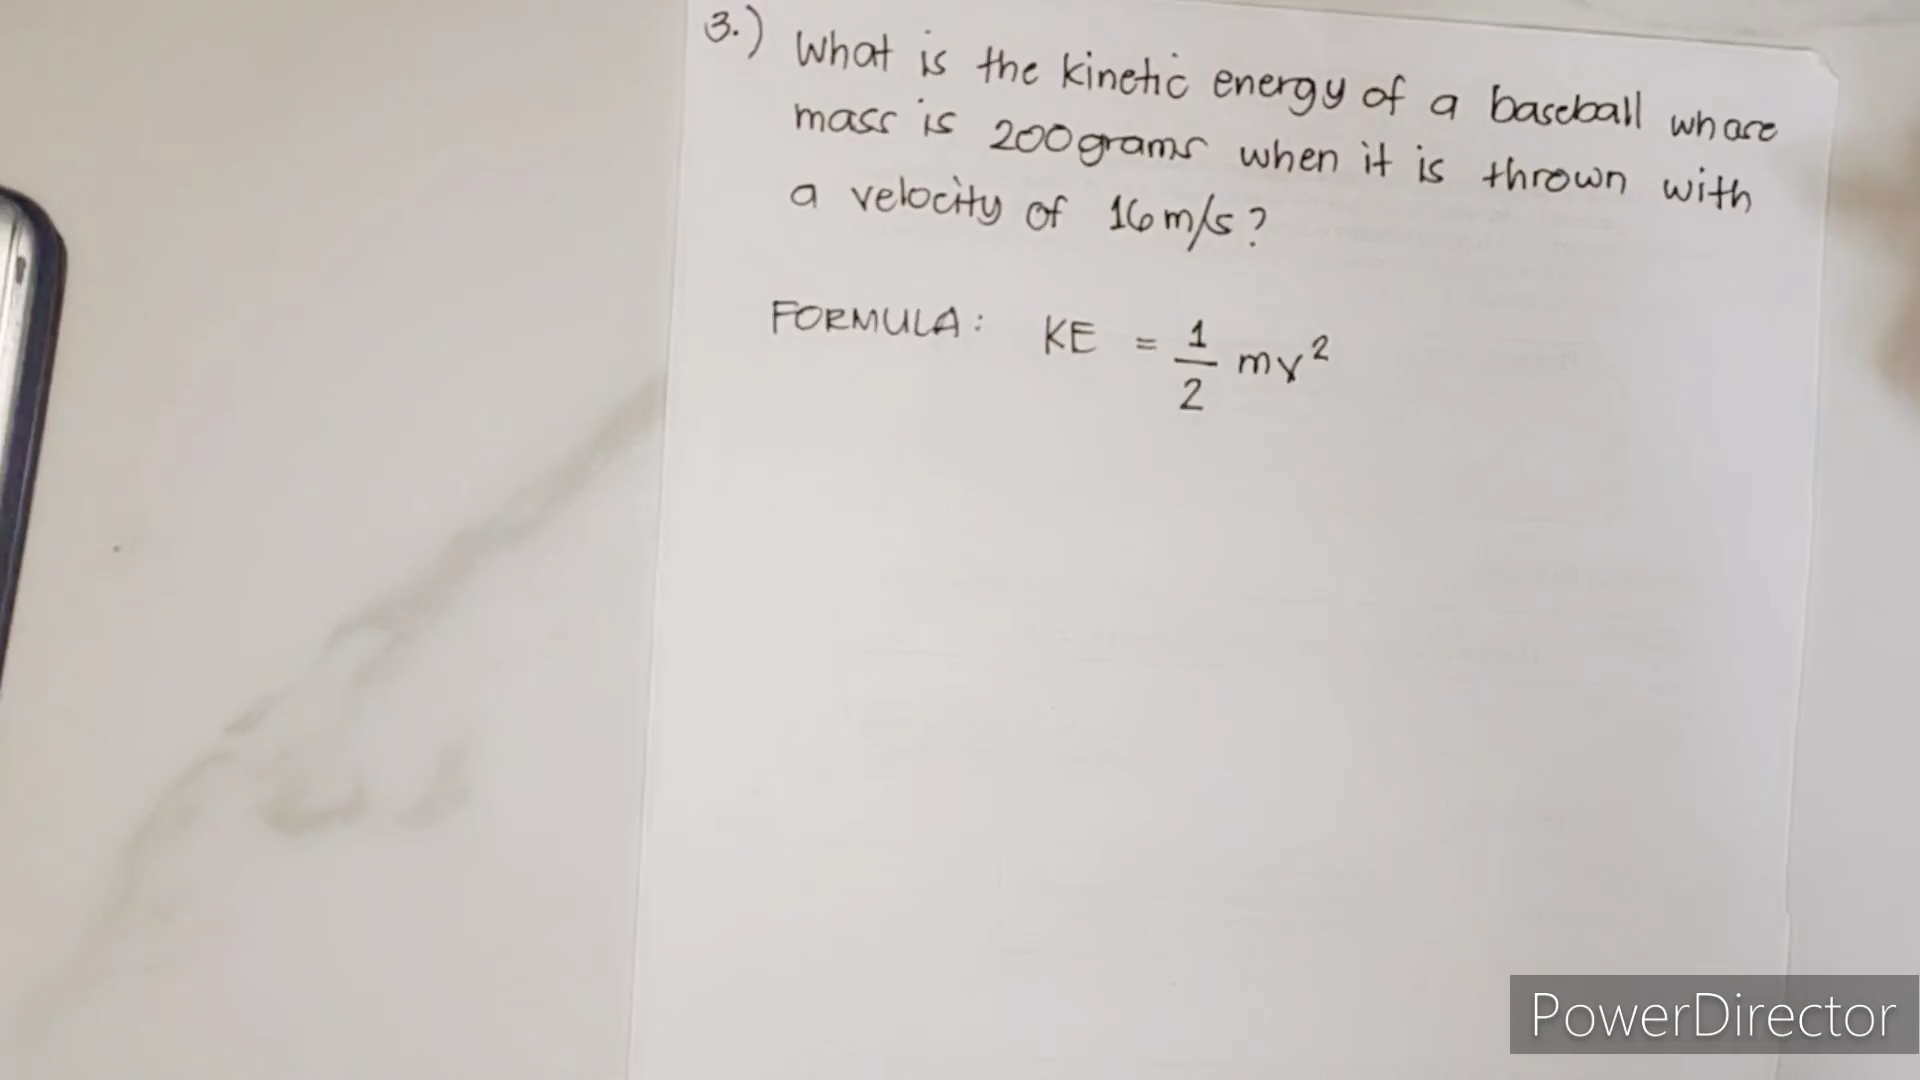 3.) What is the kinetic energy of a baseball whose
mass is 200grams when it is thrown with
a velocity of 16m/s?
FORMULA: KE = 1/2 mv²
PowerDirector